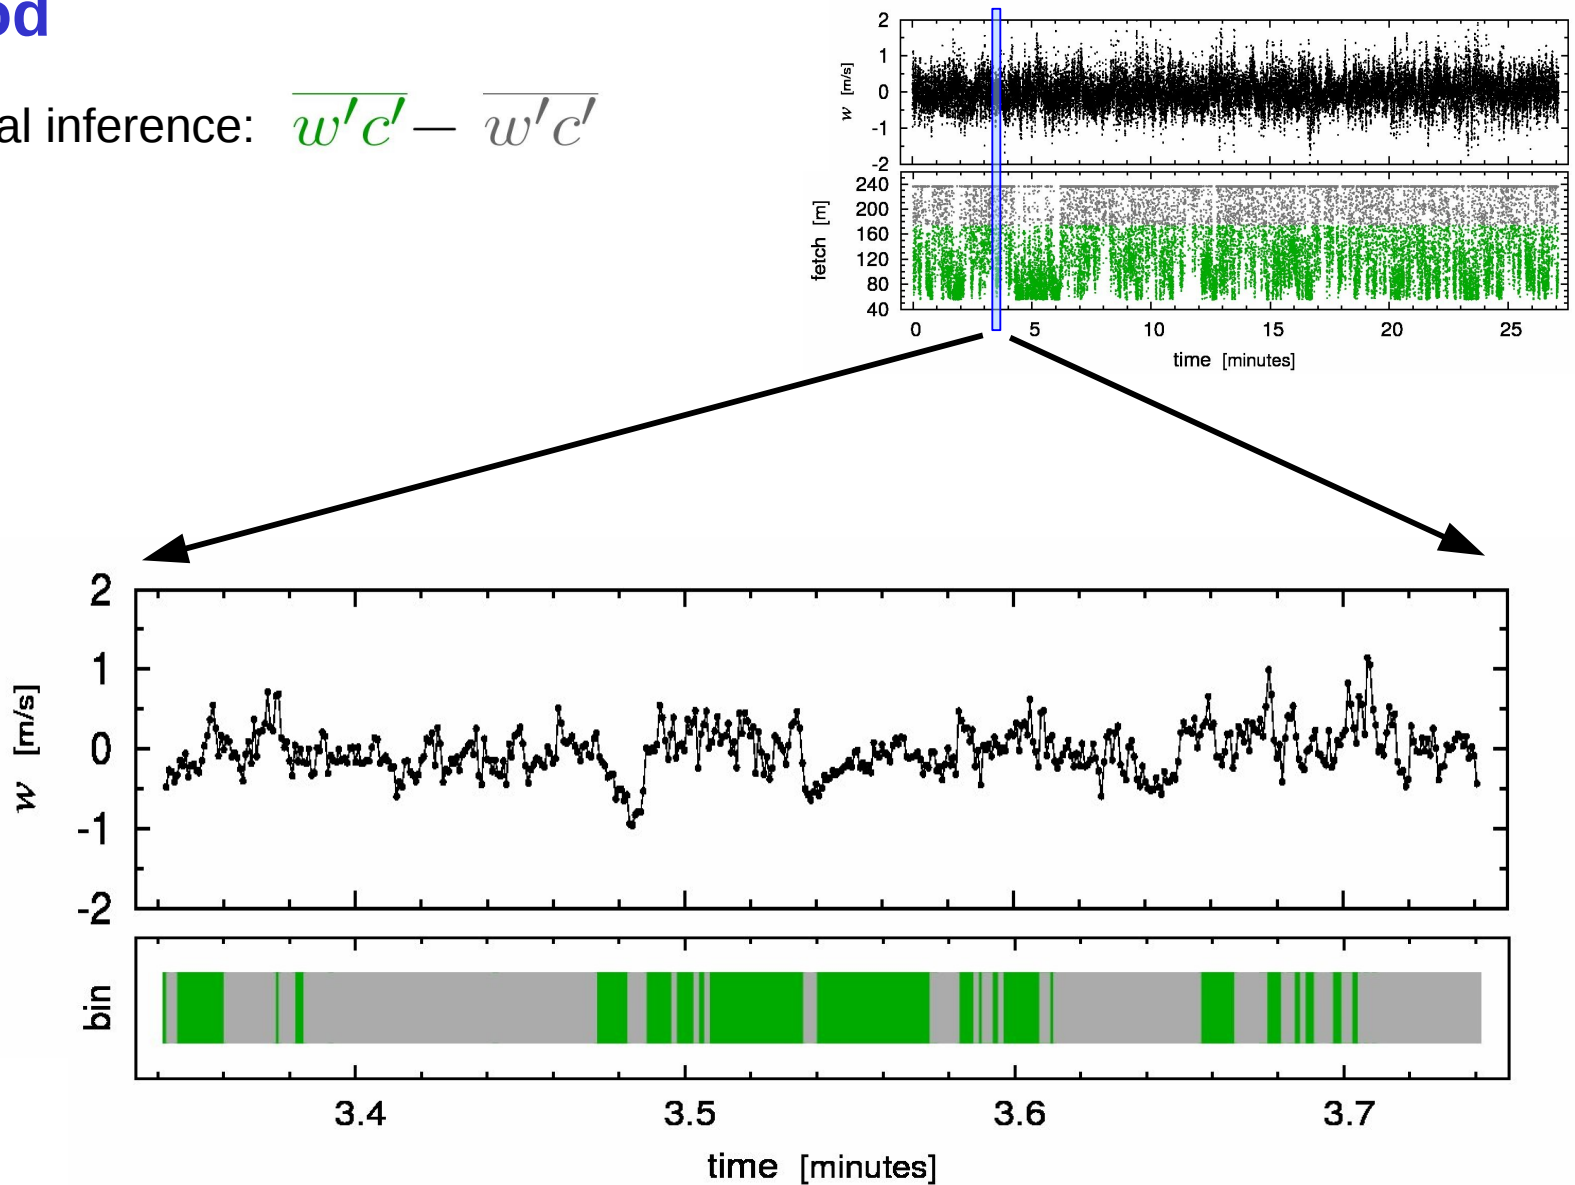 od
al inference: w′c′ − w′c′
2
1
0
-1
-2
w [m/s]
240
200
160
120
80
40
fetch [m]
0 5 10 15 20 25
time [minutes]
2
1
0
-1
-2
w [m/s]
bin
3.4 3.5 3.6 3.7
time [minutes]